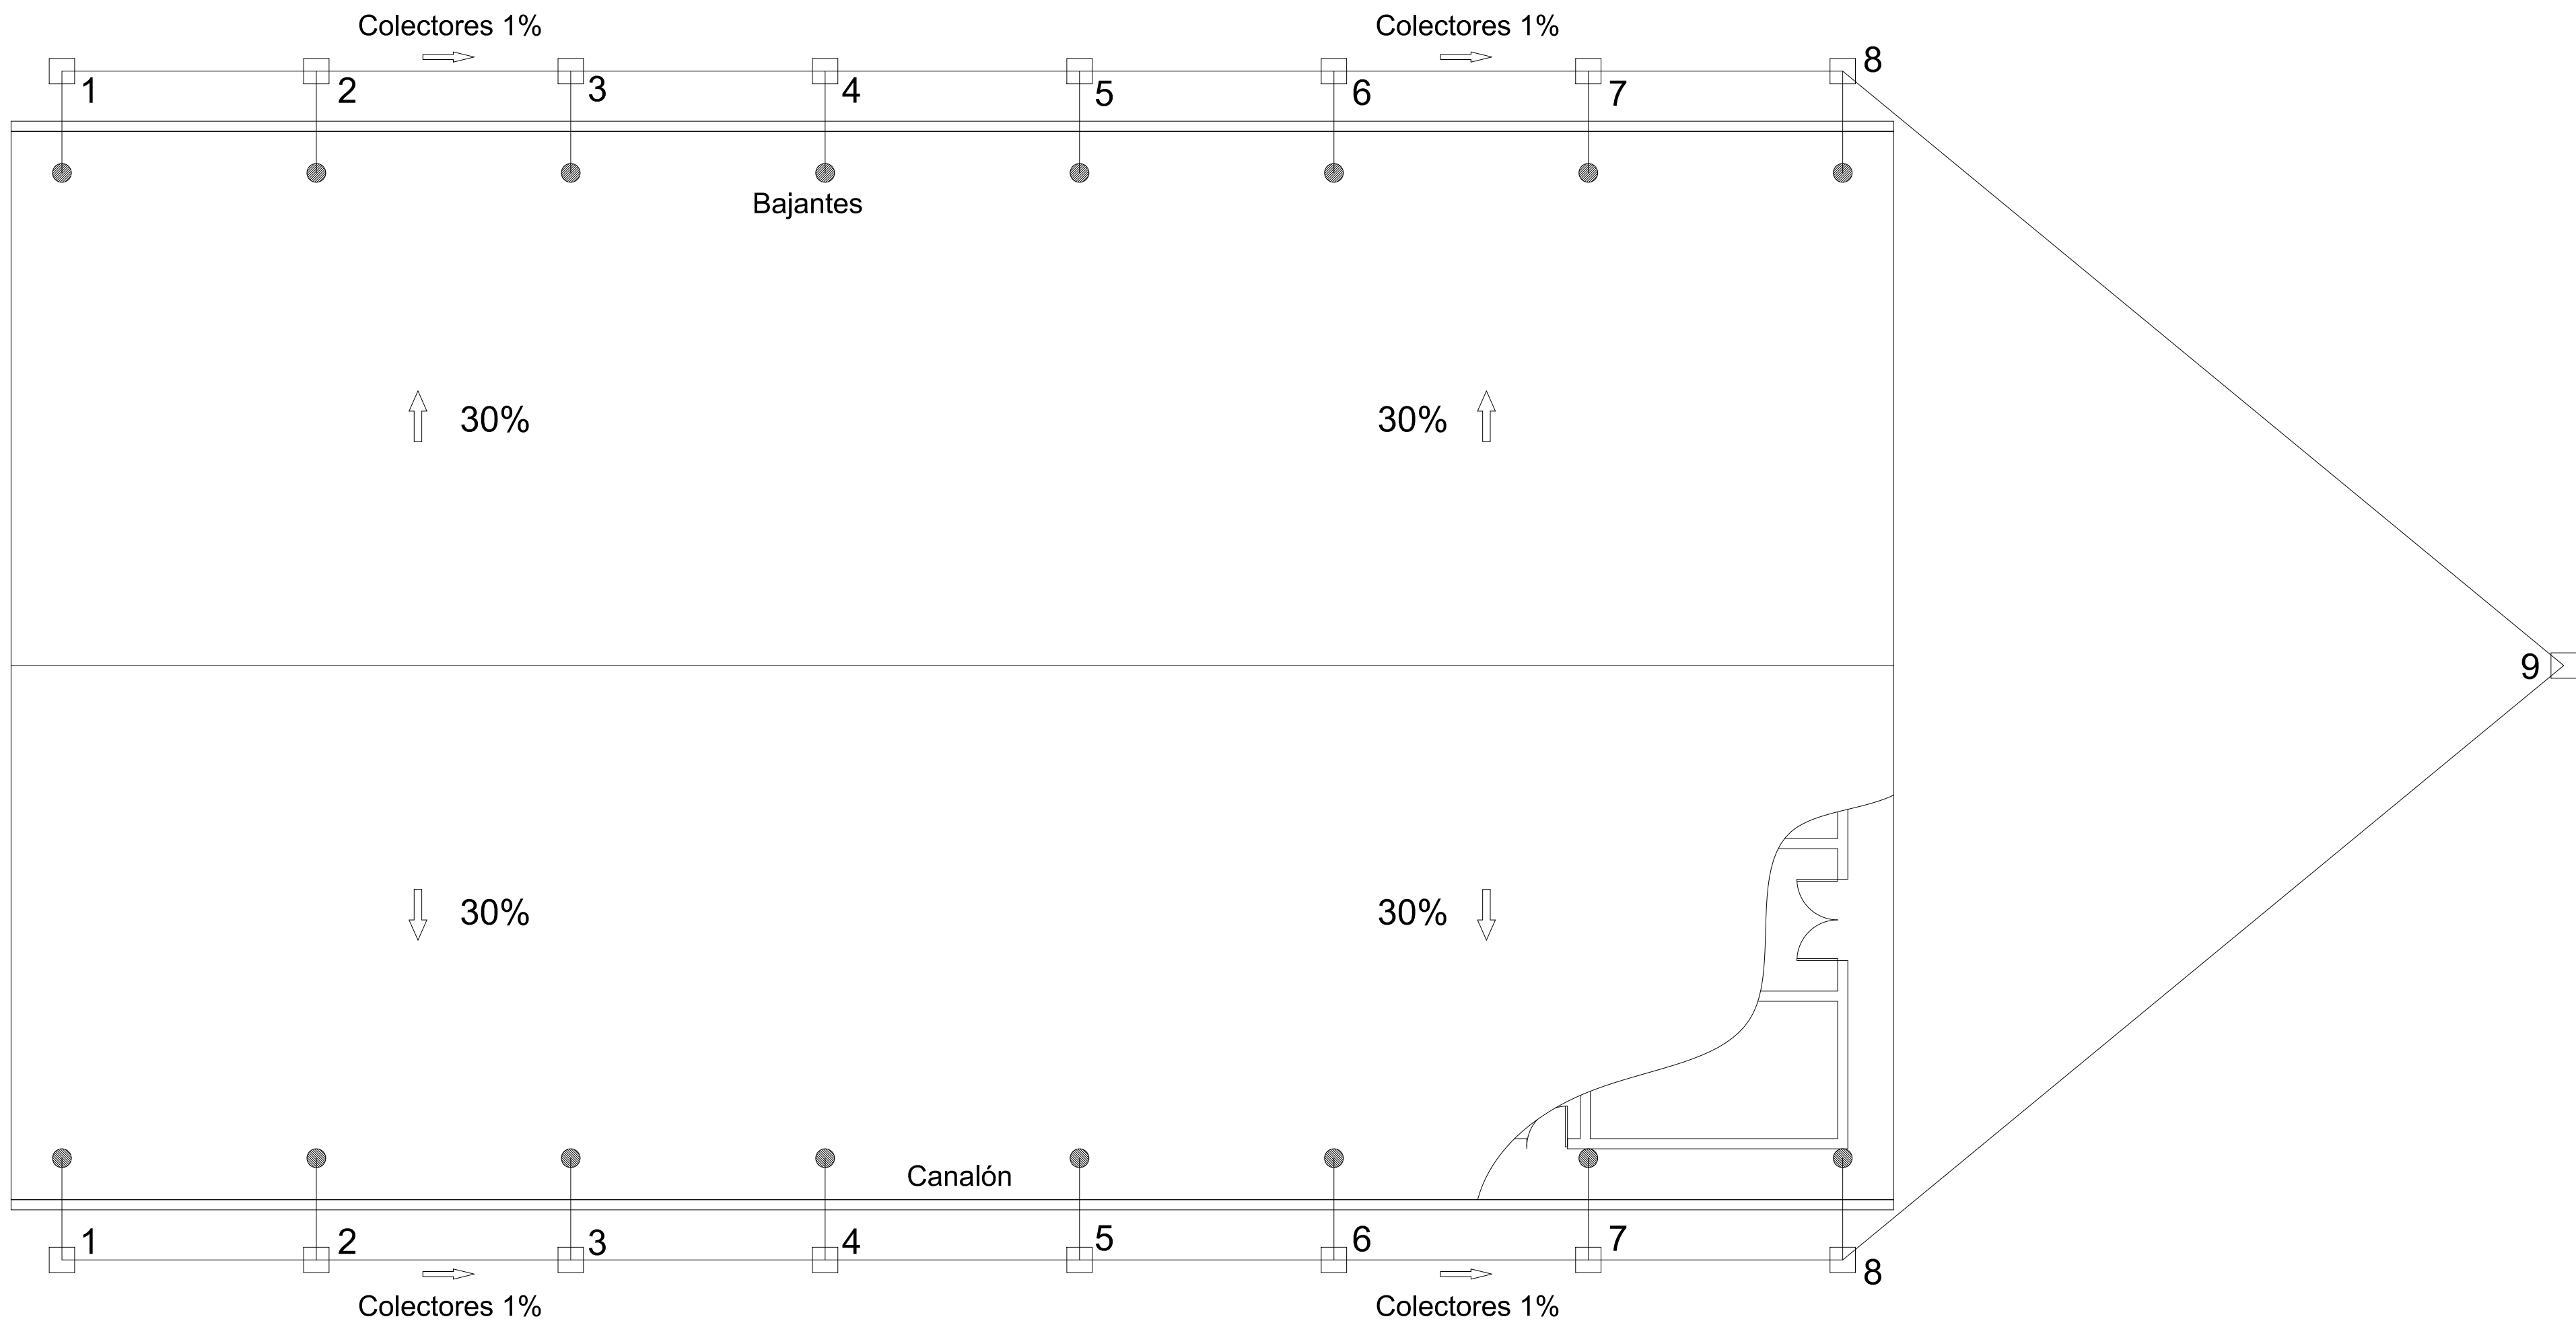 Colectores 1% Colectores 1%
1 2 3 4 5 6 7 8
Bajantes
30% 30%
9
30% 30%
Canalón
1 2 3 4 5 6 7 8
Colectores 1% Colectores 1%